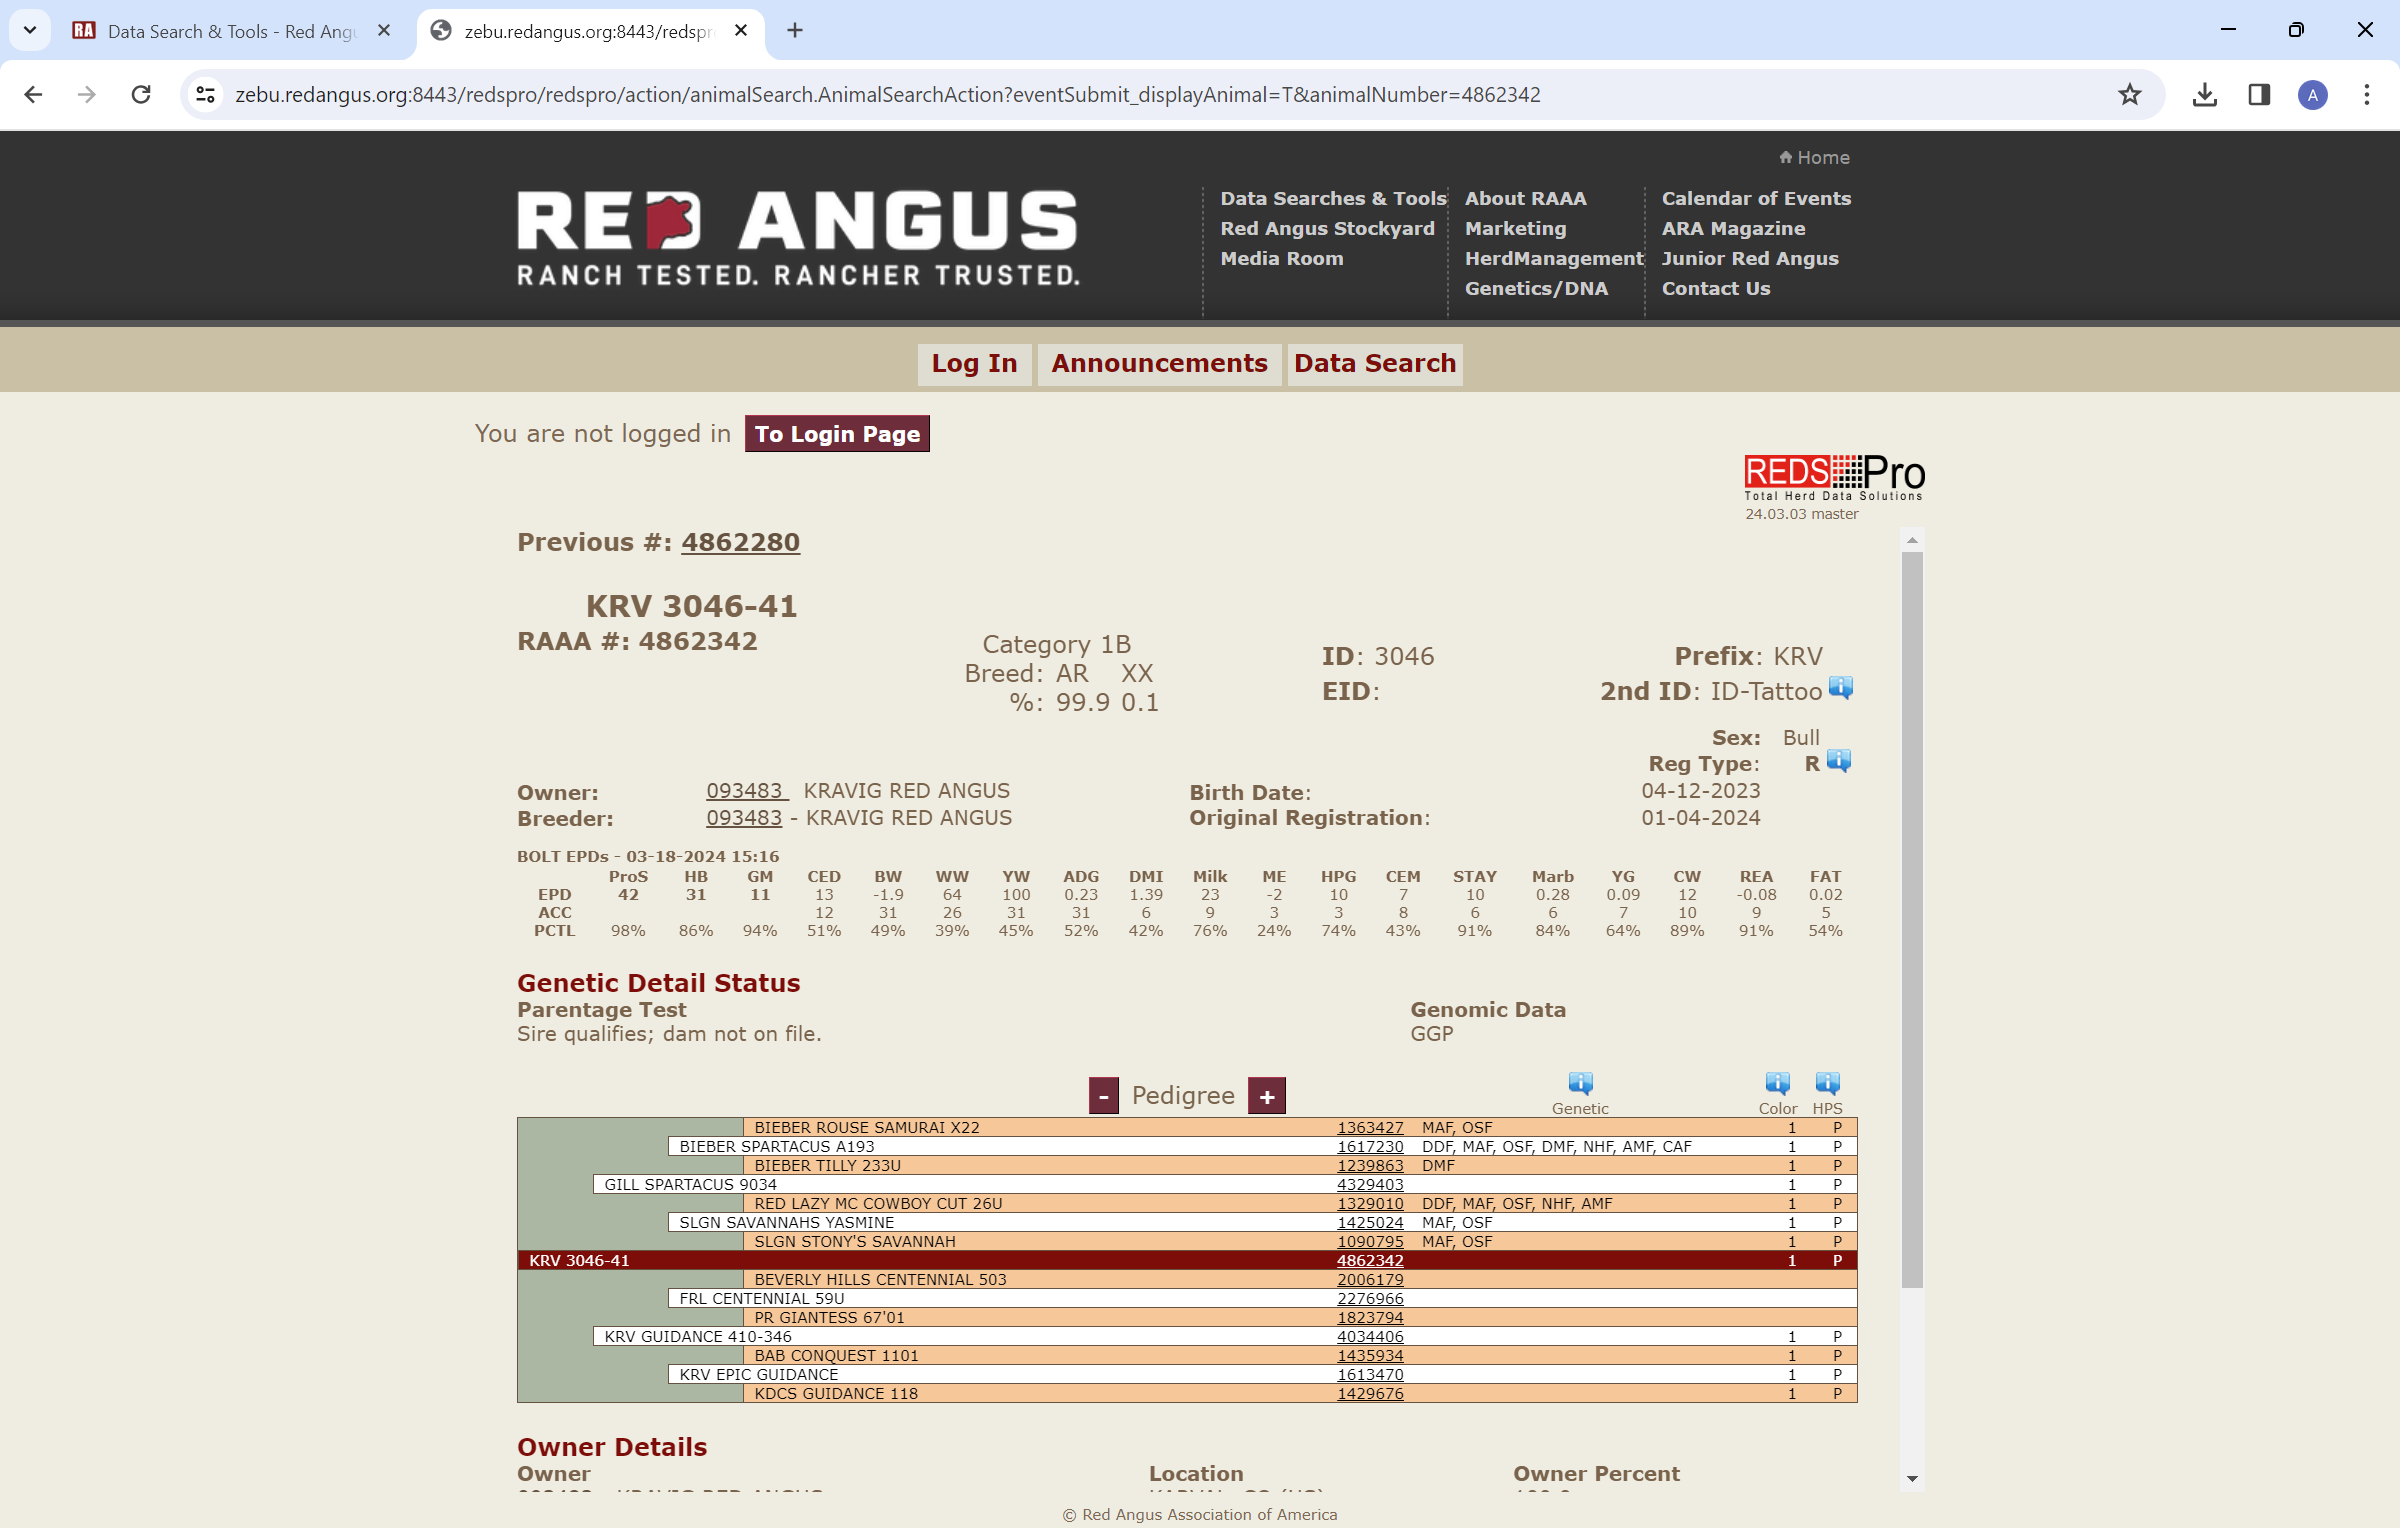 Data Search & Tools - Red Angu
zebu.redangus.org:8443/redspr
zebu.redangus.org:8443/redspro/redspro/action/animalSearch.AnimalSearchAction?eventSubmit_displayAnimal=T&animalNumber=4862342
A
Home
RED ANGUS
RANCH TESTED. RANCHER TRUSTED.
Data Searches & Tools About RAAA Calendar of Events
Red Angus Stockyard Marketing ARA Magazine
Media Room HerdManagement Junior Red Angus
Genetics/DNA Contact Us
Log In Announcements Data Search
You are not logged in To Login Page
REDS Pro
Total Herd Data Solutions
24.03.03 master
Previous #: 4862280
KRV 3046-41
RAAA #: 4862342
Category 1B
Breed: AR XX
%: 99.9 0.1
ID: 3046
EID:
Prefix: KRV
2nd ID: ID-Tattoo
Sex: Bull
Reg Type: R
Owner: 093483 KRAVIG RED ANGUS Birth Date: 04-12-2023
Breeder: 093483 - KRAVIG RED ANGUS Original Registration: 01-04-2024
BOLT EPDs - 03-18-2024 15:16
ProS HB GM CED BW WW YW ADG DMI Milk ME HPG CEM STAY Marb YG CW REA FAT
EPD 42 31 11 13 -1.9 64 100 0.23 1.39 23 -2 10 7 10 0.28 0.09 12 -0.08 0.02
ACC 12 31 26 31 31 6 9 3 3 8 6 6 7 10 9 5
PCTL 98% 86% 94% 51% 49% 39% 45% 52% 42% 76% 24% 74% 43% 91% 84% 64% 89% 91% 54%
Genetic Detail Status
Parentage Test Genomic Data
Sire qualifies; dam not on file. GGP
- Pedigree + Genetic Color HPS
BIEBER ROUSE SAMURAI X22 1363427 MAF, OSF 1 P
BIEBER SPARTACUS A193 1617230 DDF, MAF, OSF, DMF, NHF, AMF, CAF 1 P
BIEBER TILLY 233U 1239863 DMF 1 P
GILL SPARTACUS 9034 4329403 1 P
RED LAZY MC COWBOY CUT 26U 1329010 DDF, MAF, OSF, NHF, AMF 1 P
SLGN SAVANNAHS YASMINE 1425024 MAF, OSF 1 P
SLGN STONY'S SAVANNAH 1090795 MAF, OSF 1 P
KRV 3046-41 4862342 1 P
BEVERLY HILLS CENTENNIAL 503 2006179
FRL CENTENNIAL 59U 2276966
PR GIANTESS 67'01 1823794
KRV GUIDANCE 410-346 4034406 1 P
BAB CONQUEST 1101 1435934 1 P
KRV EPIC GUIDANCE 1613470 1 P
KDCS GUIDANCE 118 1429676 1 P
Owner Details
Owner Location Owner Percent
© Red Angus Association of America